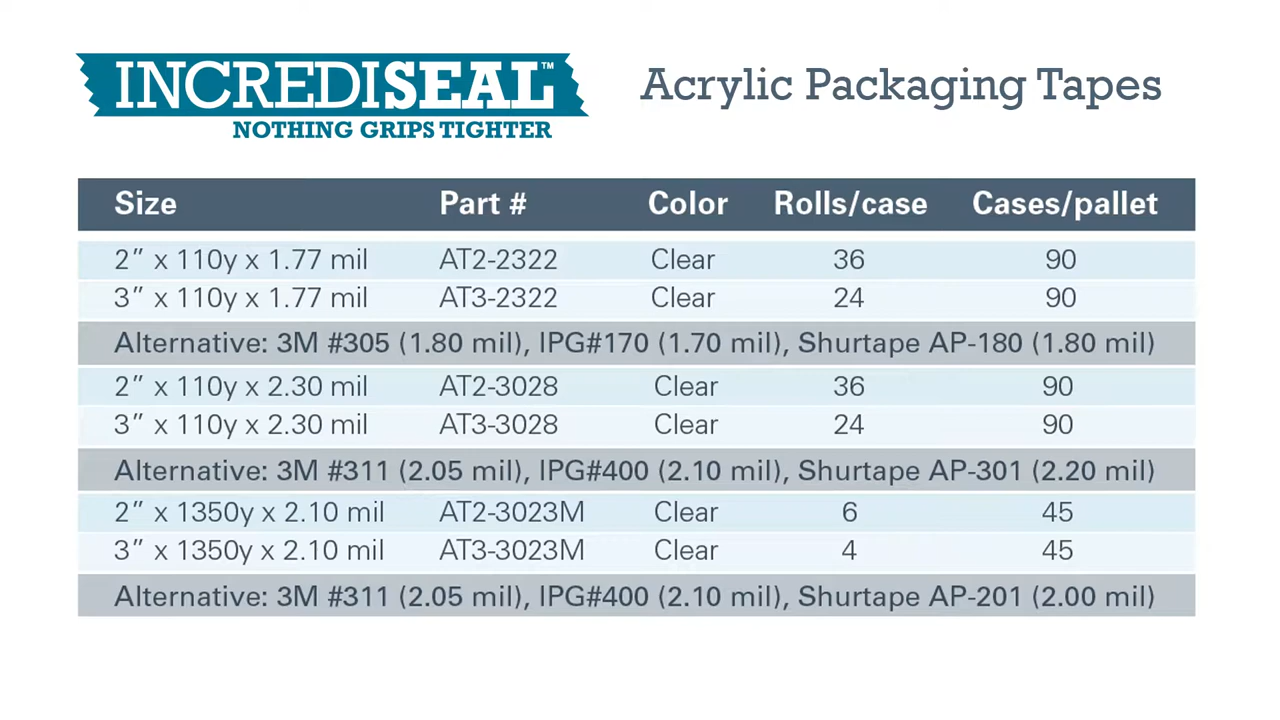 INCREDISEAL™ Acrylic Packaging Tapes
NOTHING GRIPS TIGHTER
Size Part # Color Rolls/case Cases/pallet
2” x 110y x 1.77 mil AT2-2322 Clear 36 90
3” x 110y x 1.77 mil AT3-2322 Clear 24 90
Alternative: 3M #305 (1.80 mil), IPG#170 (1.70 mil), Shurtape AP-180 (1.80 mil)
2” x 110y x 2.30 mil AT2-3028 Clear 36 90
3” x 110y x 2.30 mil AT3-3028 Clear 24 90
Alternative: 3M #311 (2.05 mil), IPG#400 (2.10 mil), Shurtape AP-301 (2.20 mil)
2” x 1350y x 2.10 mil AT2-3023M Clear 6 45
3” x 1350y x 2.10 mil AT3-3023M Clear 4 45
Alternative: 3M #311 (2.05 mil), IPG#400 (2.10 mil), Shurtape AP-201 (2.00 mil)